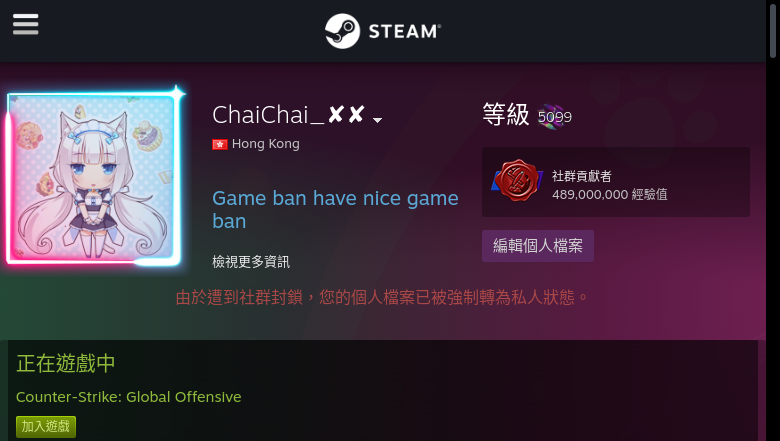 STEAM®
ChaiChai_✘✘
Hong Kong
Game ban have nice game
ban
檢視更多資訊
等級 5099
社群貢獻者
489,000,000 經驗值
編輯個人檔案
由於遭到社群封鎖，您的個人檔案已被強制轉為私人狀態。
正在遊戲中
Counter-Strike: Global Offensive
加入遊戲